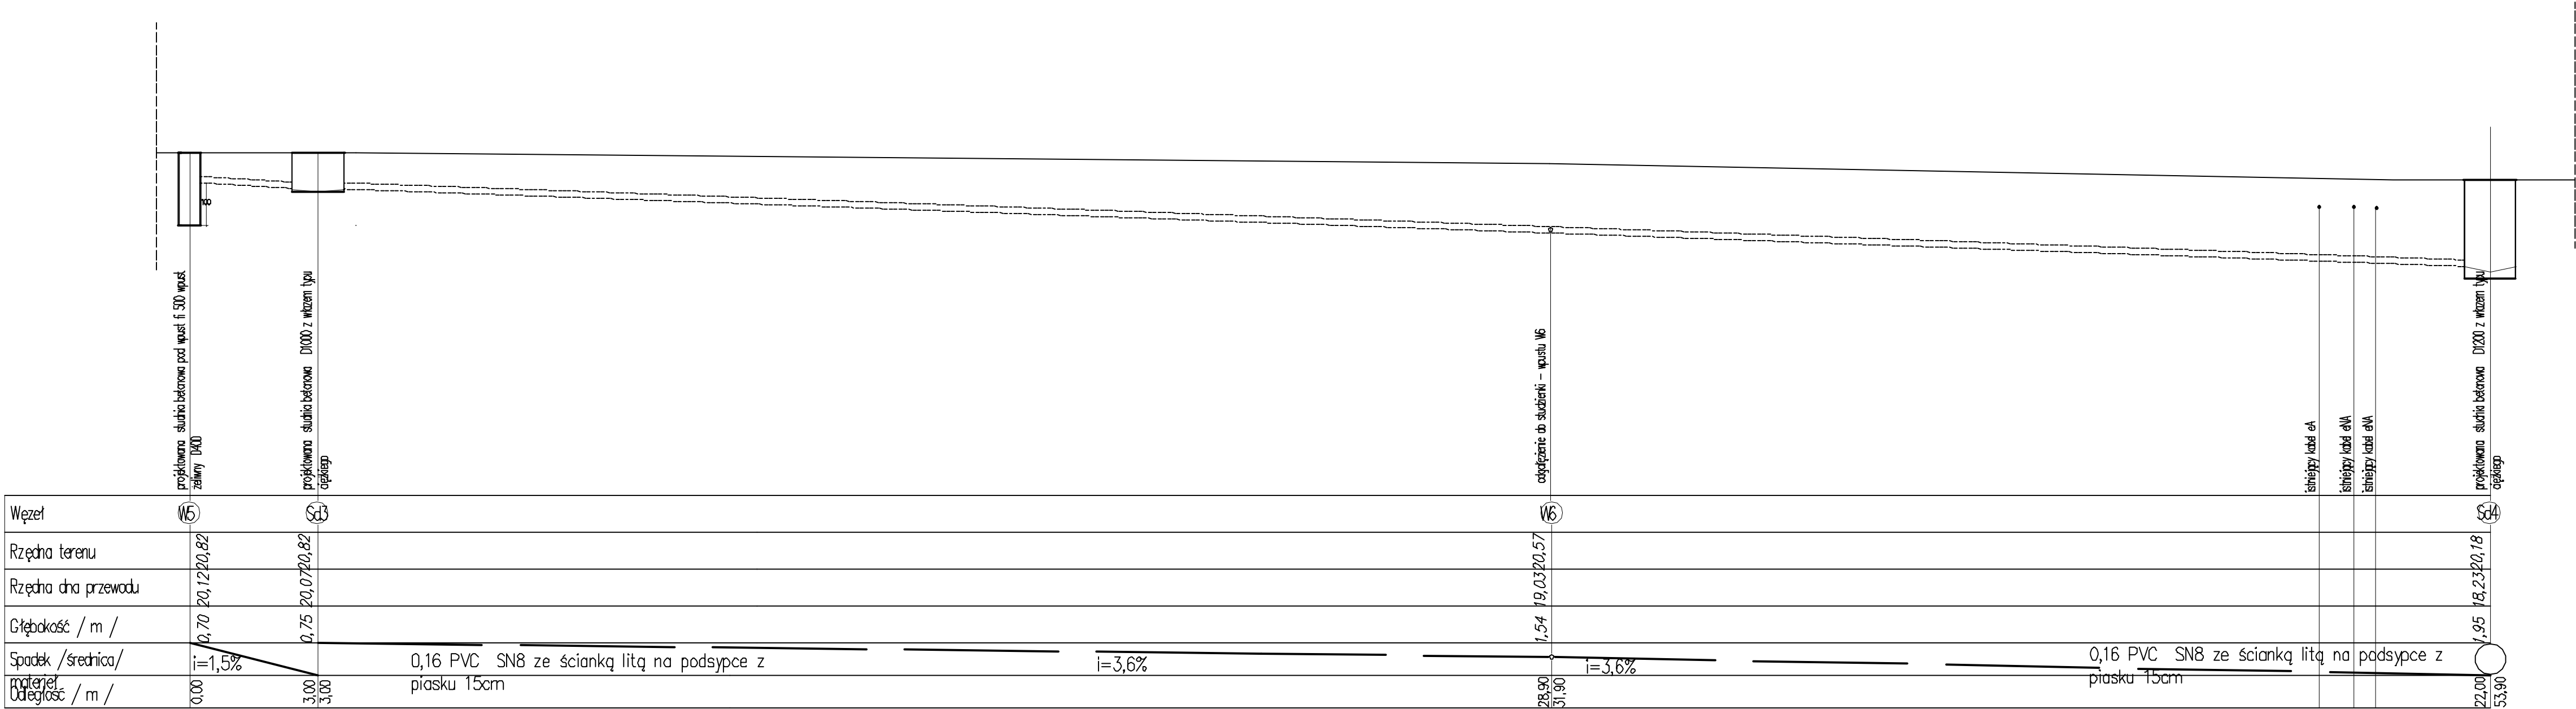 18
projektowana studnia betonowa pod wpust fi 500 wpust
żeliwny D400
projektowana studnia betonowa D1000 z włazem typu
ciężkiego
odgałęzienie do studzienki - wpustu W6
istniejący kabel eA
istniejący kabel eNA
istniejący kabel eNA
projektowana studnia betonowa D1200 z włazem typu
ciężkiego
Węzeł W5 Sd3 W6 Sd4
Rzędna terenu 20,82 20,82 20,57 20,18
Rzędna dna przewodu 20,12 20,07 19,03 18,23
Głębokość / m / 0,70 0,75 1,54 1,95
Spadek /średnica/
materjeł
i=1,5%
0,16 PVC SN8 ze ścianką litą na podsypce z
piasku 15cm
i=3,6%
i=3,6%
0,16 PVC SN8 ze ścianką litą na podsypce z
piasku 15cm
Odległość / m / 0,00 3,00 28,90 22,00
3,00 31,90 53,90